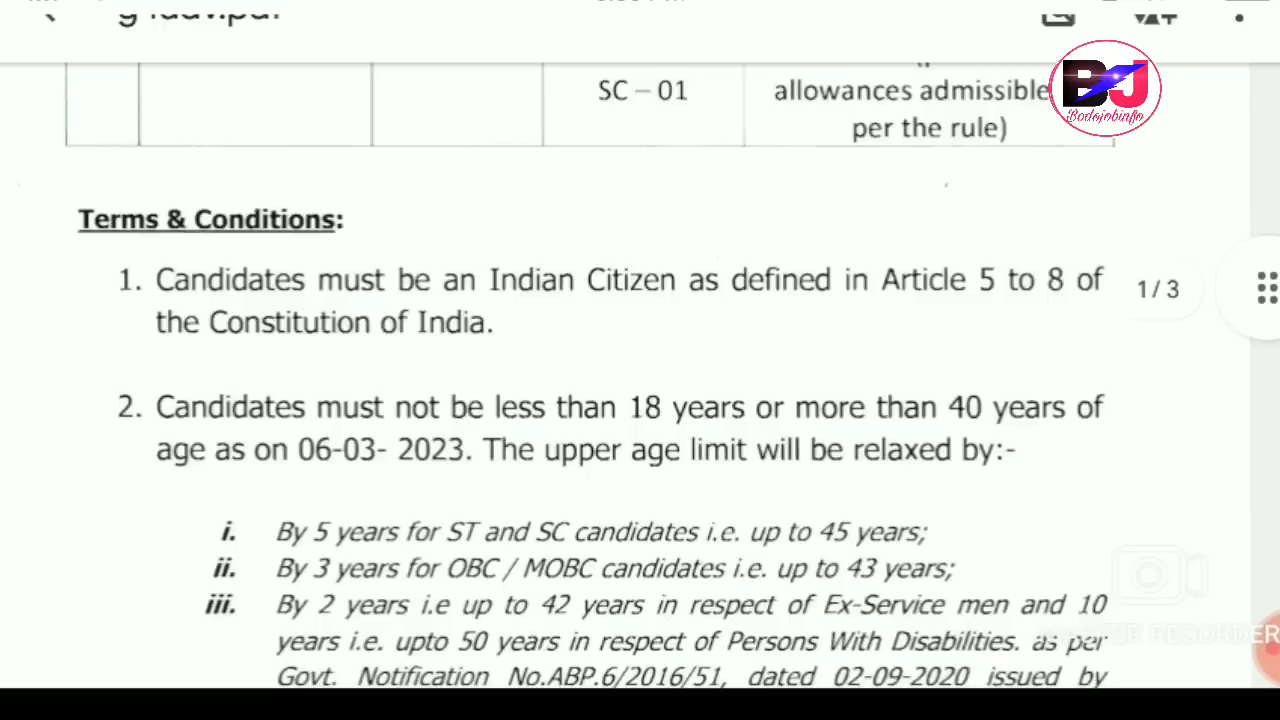 SC – 01
allowances admissible
per the rule)
BJ
Bodojobinfo
Terms & Conditions:
1. Candidates must be an Indian Citizen as defined in Article 5 to 8 of
the Constitution of India.
1 / 3
2. Candidates must not be less than 18 years or more than 40 years of
age as on 06-03- 2023. The upper age limit will be relaxed by:-
i. By 5 years for ST and SC candidates i.e. up to 45 years;
ii. By 3 years for OBC / MOBC candidates i.e. up to 43 years;
iii. By 2 years i.e up to 42 years in respect of Ex-Service men and 10
years i.e. upto 50 years in respect of Persons With Disabilities. as per
RECORDER
Govt. Notification No.ABP.6/2016/51, dated 02-09-2020 issued by